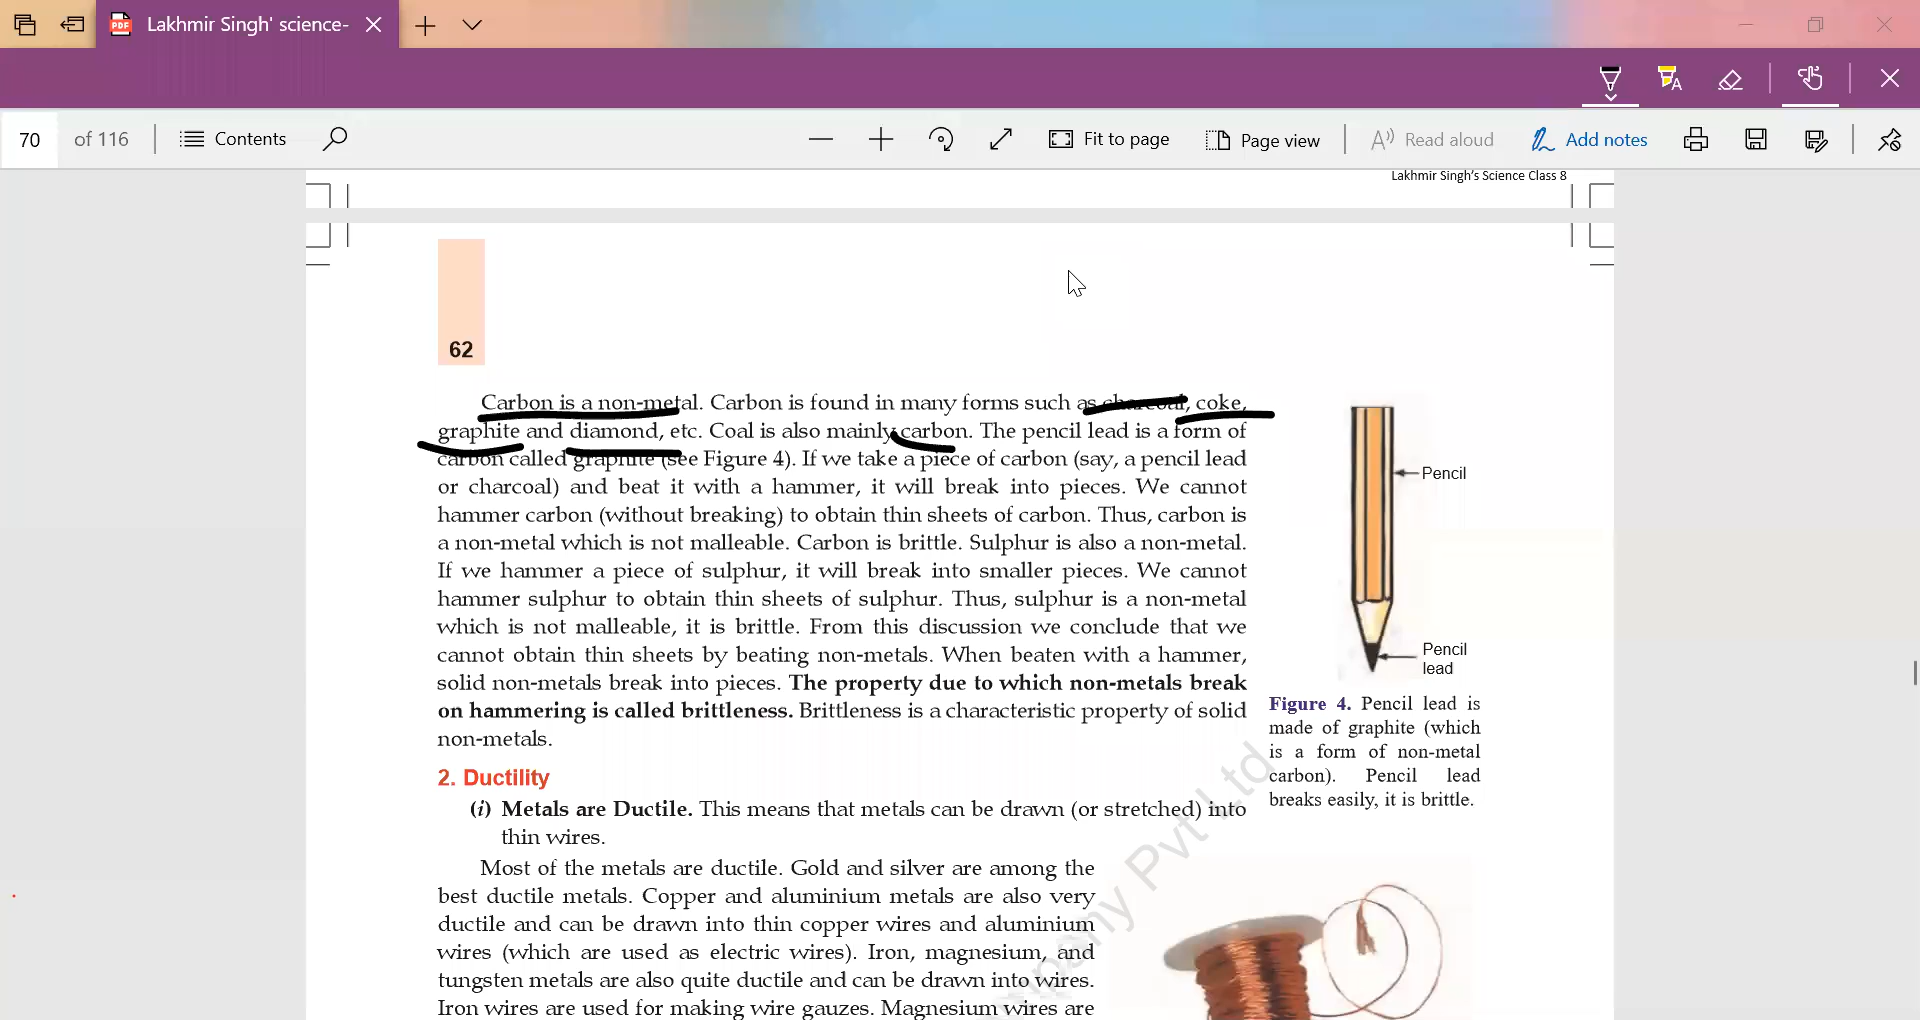 Lakhmir Singh' science-
70 of 116 Contents Fit to page Page view Read aloud Add notes
Lakhmir Singh's Science Class 8
62
Carbon is a non-metal. Carbon is found in many forms such as charcoal, coke,
graphite and diamond, etc. Coal is also mainly carbon. The pencil lead is a form of
carbon called graphite (see Figure 4). If we take a piece of carbon (say, a pencil lead
or charcoal) and beat it with a hammer, it will break into pieces. We cannot
hammer carbon (without breaking) to obtain thin sheets of carbon. Thus, carbon is
a non-metal which is not malleable. Carbon is brittle. Sulphur is also a non-metal.
If we hammer a piece of sulphur, it will break into smaller pieces. We cannot
hammer sulphur to obtain thin sheets of sulphur. Thus, sulphur is a non-metal
which is not malleable, it is brittle. From this discussion we conclude that we
cannot obtain thin sheets by beating non-metals. When beaten with a hammer,
solid non-metals break into pieces. The property due to which non-metals break
on hammering is called brittleness. Brittleness is a characteristic property of solid
non-metals.
Pencil
Pencil
lead
Figure 4. Pencil lead is
made of graphite (which
is a form of non-metal
carbon). Pencil lead
breaks easily, it is brittle.
2. Ductility
(i) Metals are Ductile. This means that metals can be drawn (or stretched) into
thin wires.
Most of the metals are ductile. Gold and silver are among the
best ductile metals. Copper and aluminium metals are also very
ductile and can be drawn into thin copper wires and aluminium
wires (which are used as electric wires). Iron, magnesium, and
tungsten metals are also quite ductile and can be drawn into wires.
Iron wires are used for making wire gauzes. Magnesium wires are
Pvt Ltd